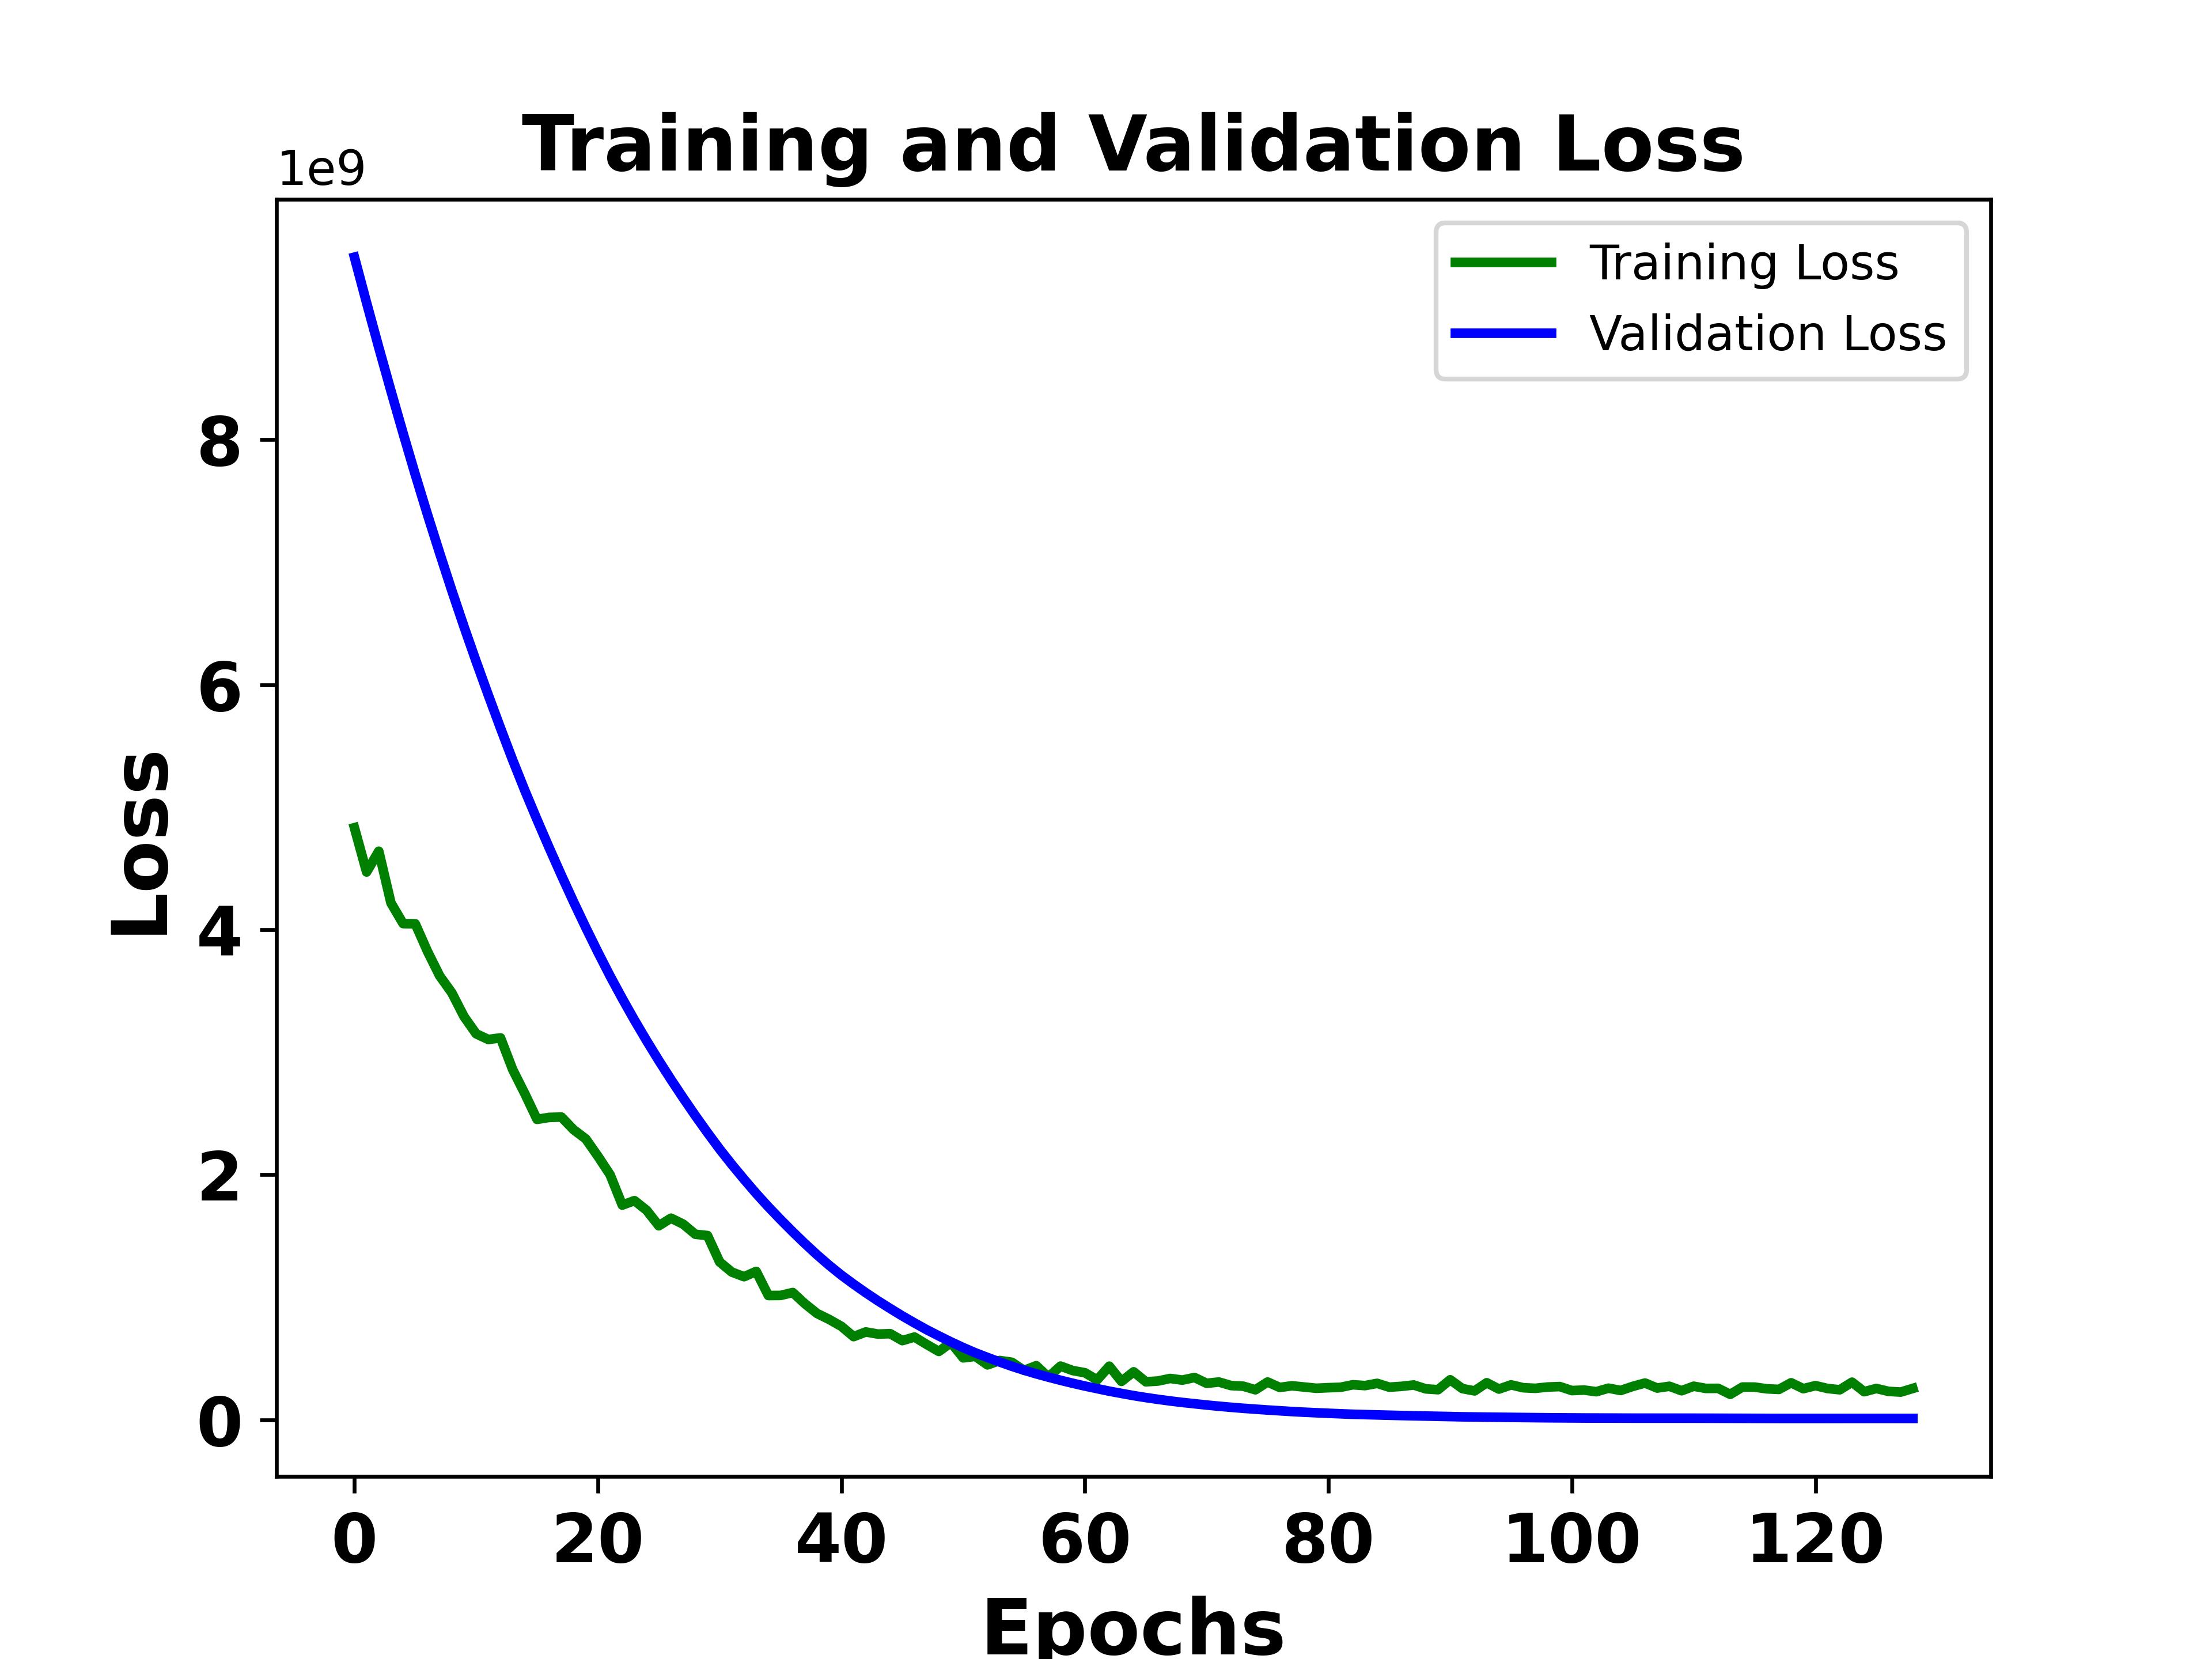 Training and Validation Loss
1e9
Training Loss
Validation Loss
8
6
4
2
0
Loss
0 20 40 60 80 100 120
Epochs